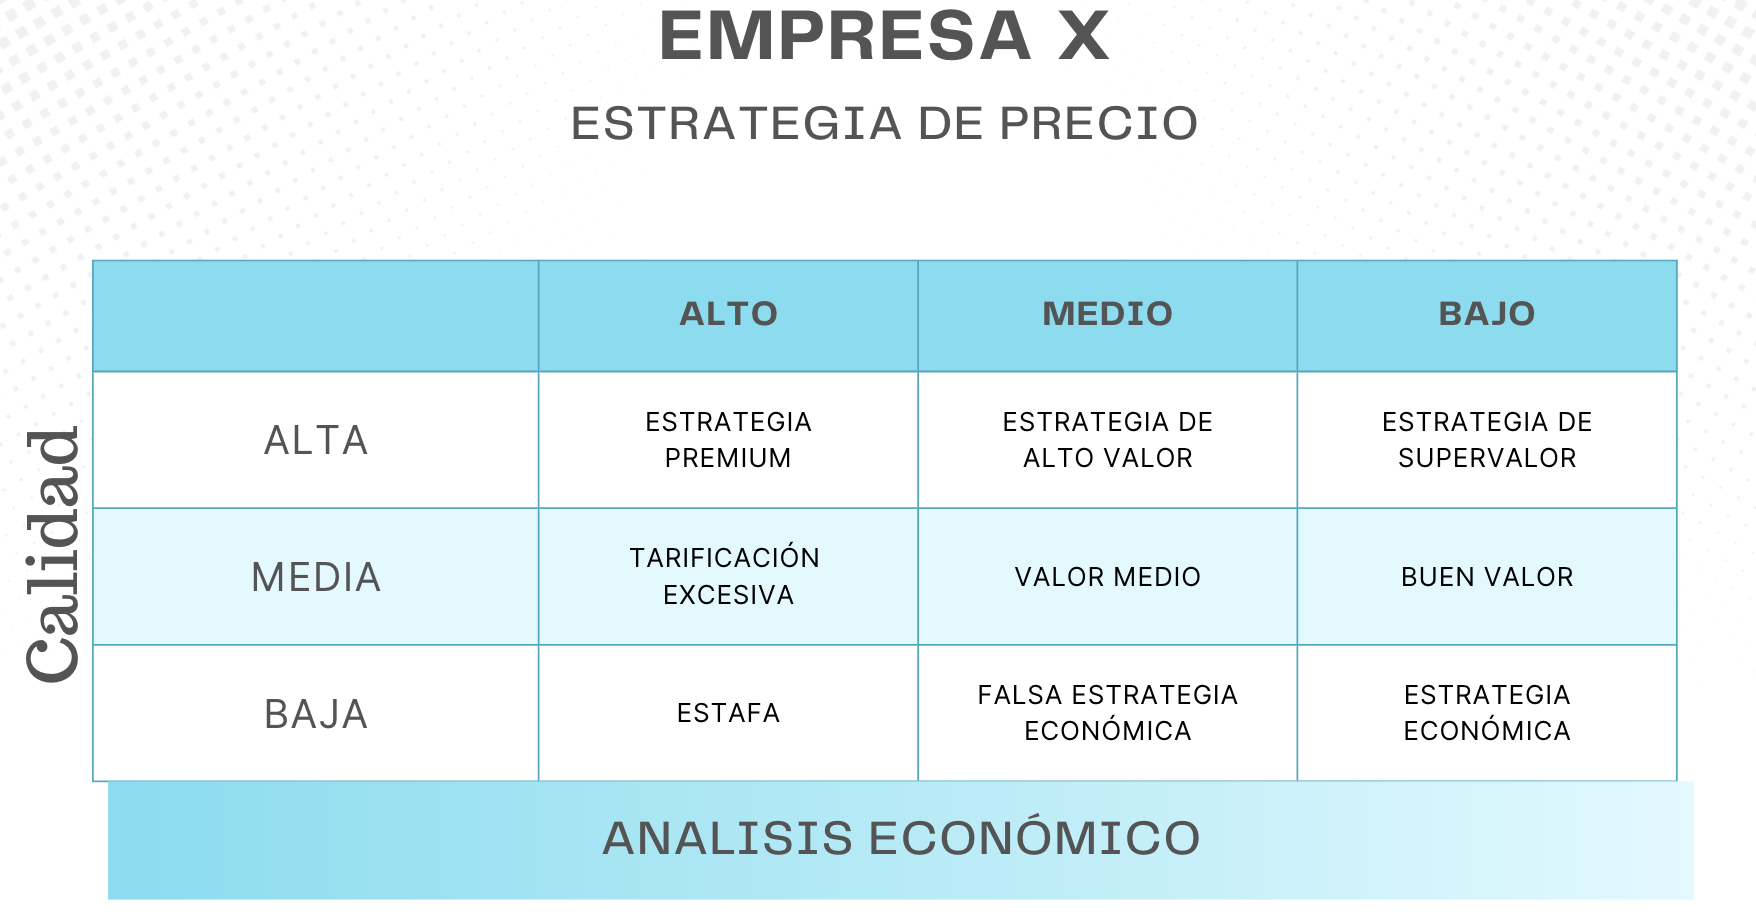 EMPRESA X
ESTRATEGIA DE PRECIO
ALTO MEDIO BAJO
Calidad
ALTA
ESTRATEGIA
PREMIUM
ESTRATEGIA DE
ALTO VALOR
ESTRATEGIA DE
SUPERVALOR
MEDIA
TARIFICACIÓN
EXCESIVA
VALOR MEDIO
BUEN VALOR
BAJA
ESTAFA
FALSA ESTRATEGIA
ECONÓMICA
ESTRATEGIA
ECONÓMICA
ANALISIS ECONÓMICO